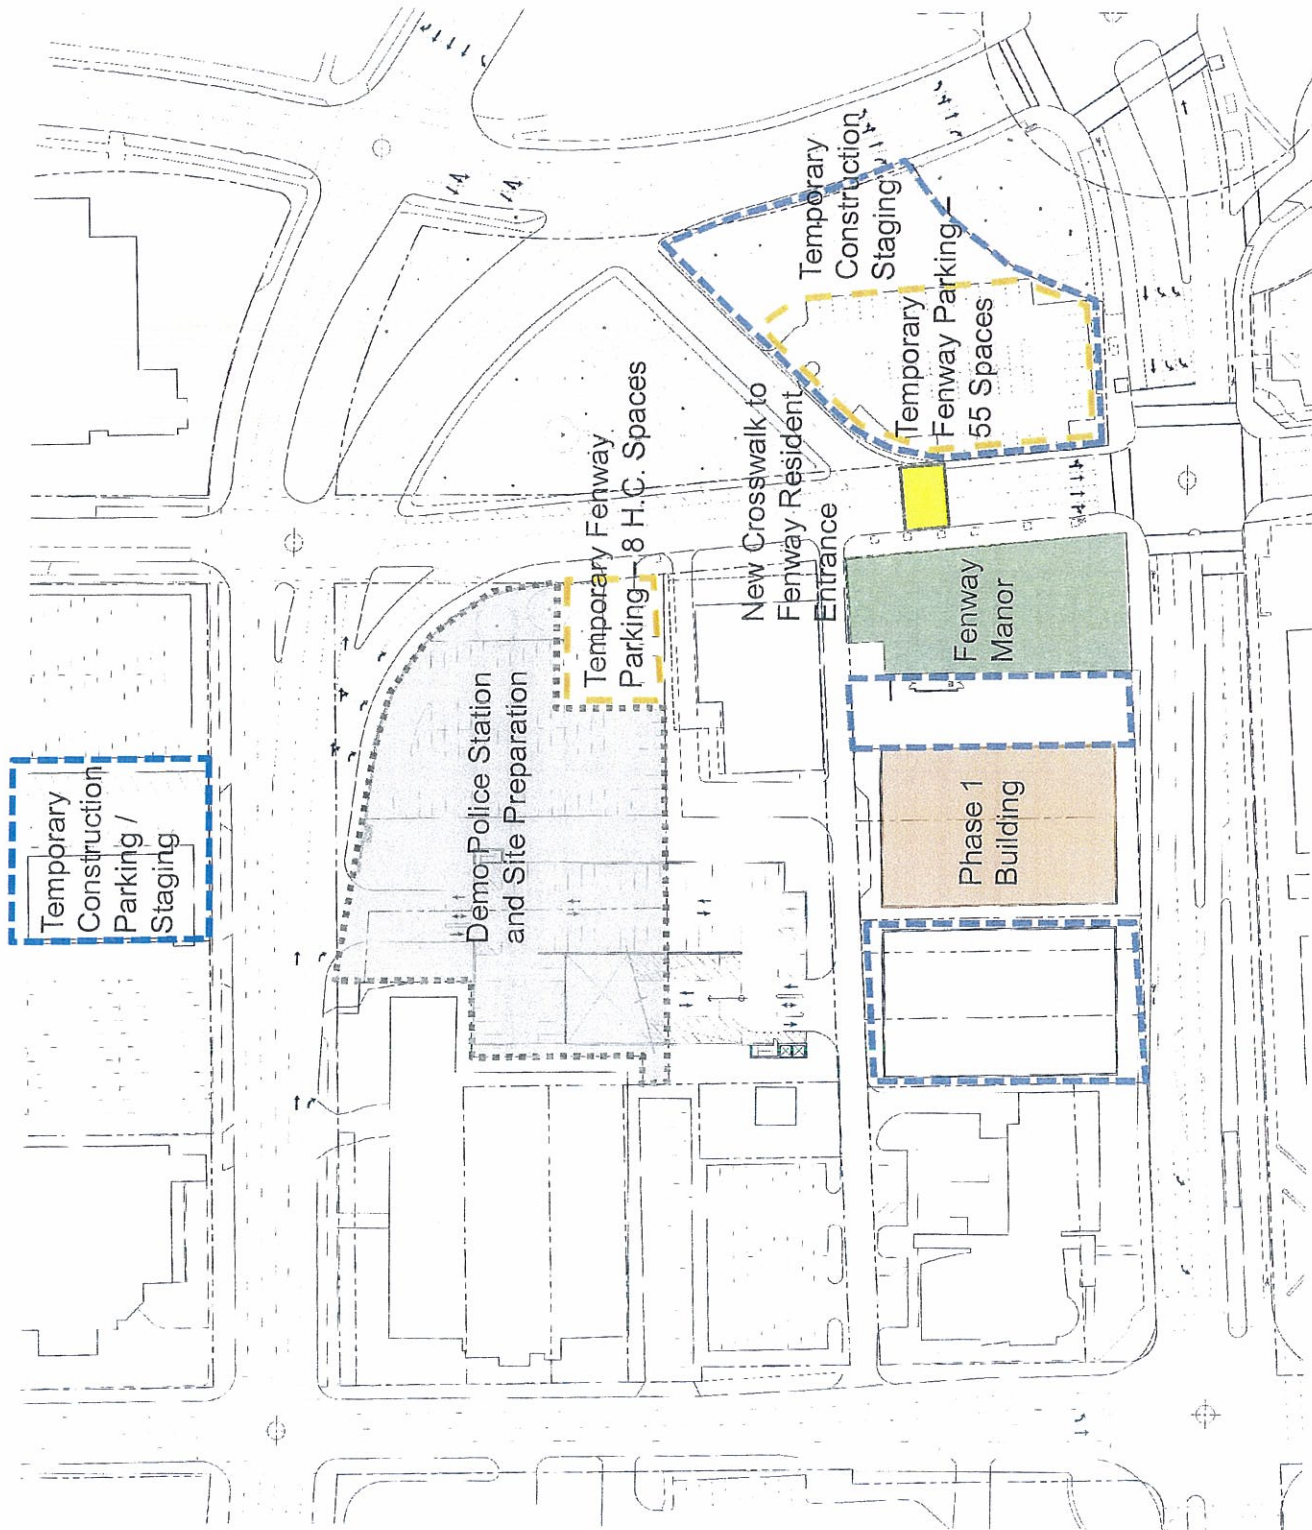 Temporary
Construction
Parking /
Staging
Demo Police Station
and Site Preparation
Temporary Fenway
Parking – 8 H.C. Spaces
New Crosswalk to
Fenway Resident
Entrance
Temporary
Construction
Staging
Temporary
Fenway Parking –
55 Spaces
Fenway
Manor
Phase 1
Building